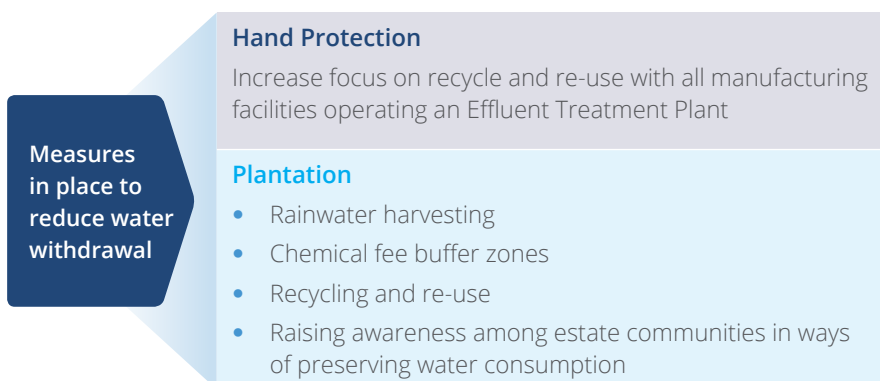 Measures
in place to
reduce water
withdrawal
Hand Protection
Increase focus on recycle and re-use with all manufacturing
facilities operating an Effluent Treatment Plant
Plantation
• Rainwater harvesting
• Chemical fee buffer zones
• Recycling and re-use
• Raising awareness among estate communities in ways
of preserving water consumption